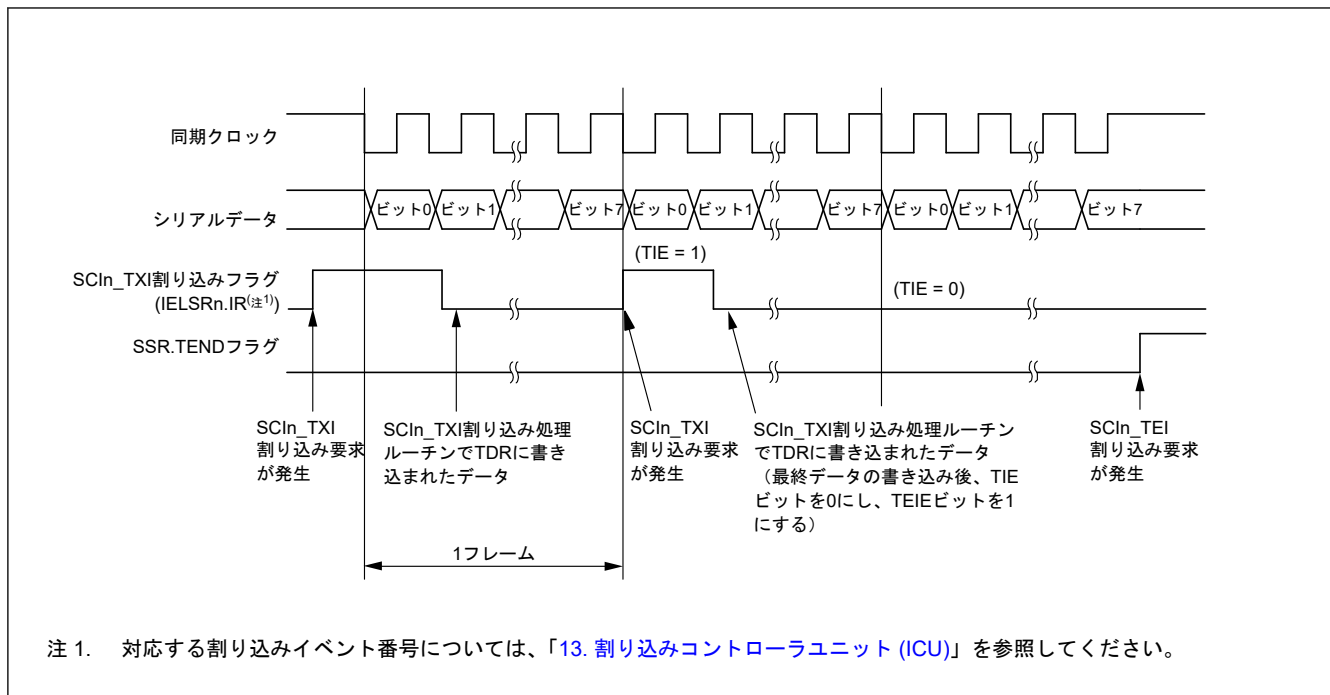 同期クロック
シリアルデータ
ビット0 ビット1 ビット7 ビット0 ビット1 ビット7 ビット0 ビット1 ビット7
SCIn_TXI割り込みフラグ
(IELSRn.IR(注1))
(TIE = 1)
(TIE = 0)
SSR.TENDフラグ
SCIn_TXI
割り込み要求
が発生
SCIn_TXI割り込み処理
ルーチンでTDRに書き
込まれたデータ
SCIn_TXI
割り込み要求
が発生
SCIn_TXI割り込み処理ルーチン
でTDRに書き込まれたデータ
（最終データの書き込み後、TIE
ビットを0にし、TEIEビットを1
にする）
SCIn_TEI
割り込み要求
が発生
1フレーム
注 1. 対応する割り込みイベント番号については、「13. 割り込みコントローラユニット (ICU)」を参照してください。